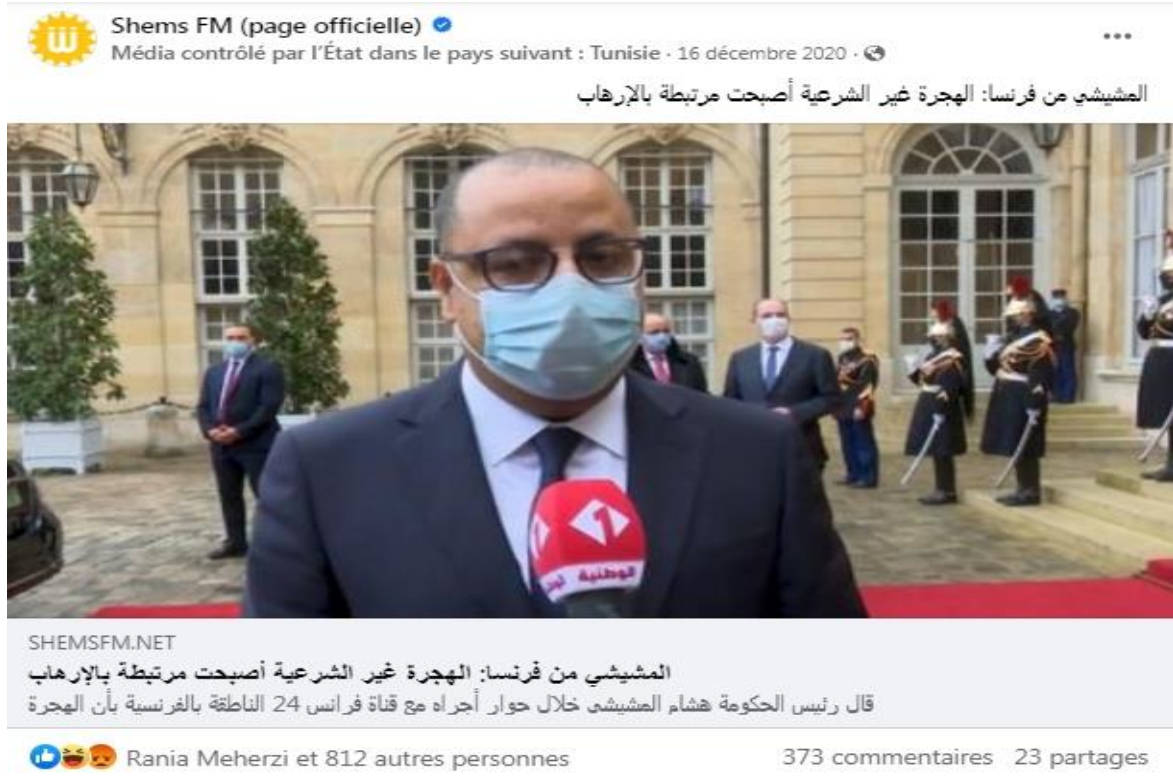 Shems FM (page officielle)
Média contrôlé par l'État dans le pays suivant : Tunisie · 16 décembre 2020 ·
المشيشي من فرنسا: الهجرة غير الشرعية أصبحت مرتبطة بالإرهاب
1
الوطنية
SHEMSFM.NET
المشيشي من فرنسا: الهجرة غير الشرعية أصبحت مرتبطة بالإرهاب
قال رئيس الحكومة هشام المشيشي خلال حوار أجراه مع قناة فرانس 24 الناطقة بالفرنسية بأن الهجرة
Rania Meherzi et 812 autres personnes
373 commentaires 23 partages